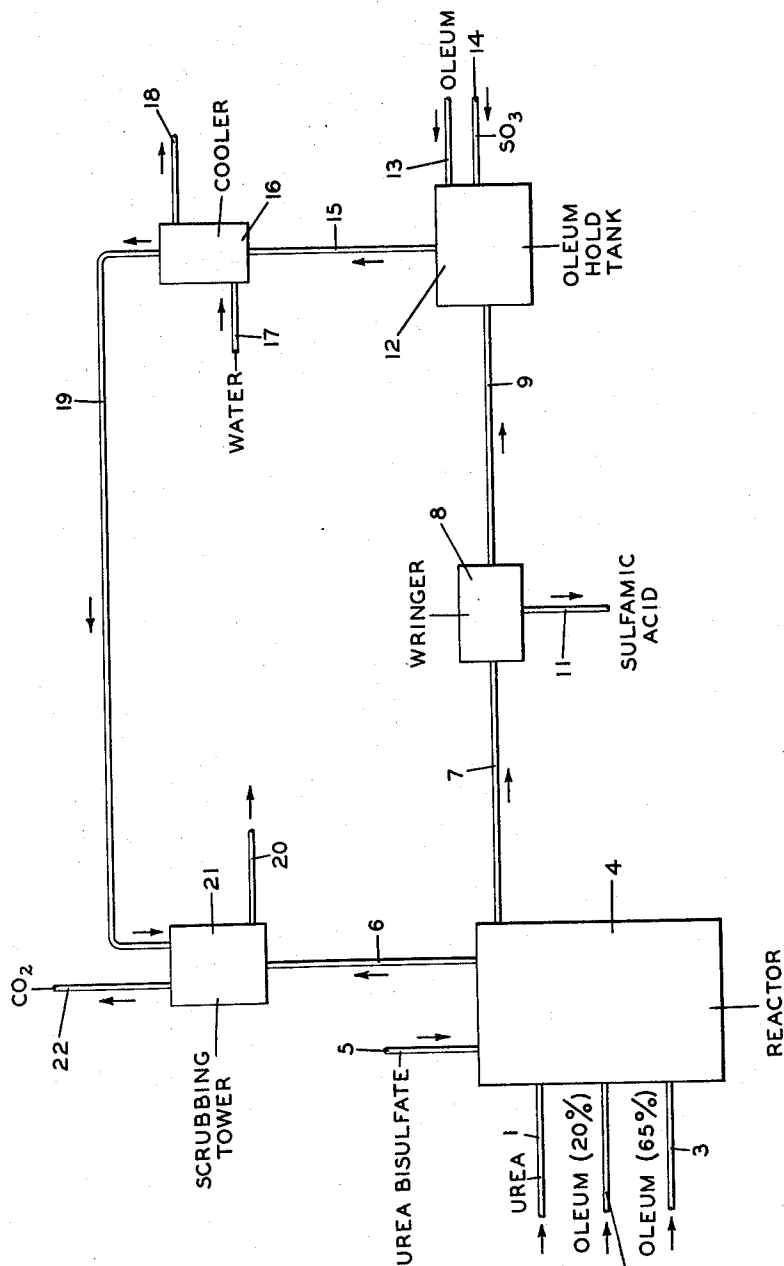 CO₂
22
SCRUBBING
TOWER
21
20
19
18
COOLER
16
17
WATER
15
OLEUM
13
14
SO₃
12
OLEUM
HOLD
TANK
9
WRINGER
8
11
SULFAMIC
ACID
7
6
5
UREA BISULFATE
4
REACTOR
UREA 1
OLEUM (20%)
OLEUM (65%)
3